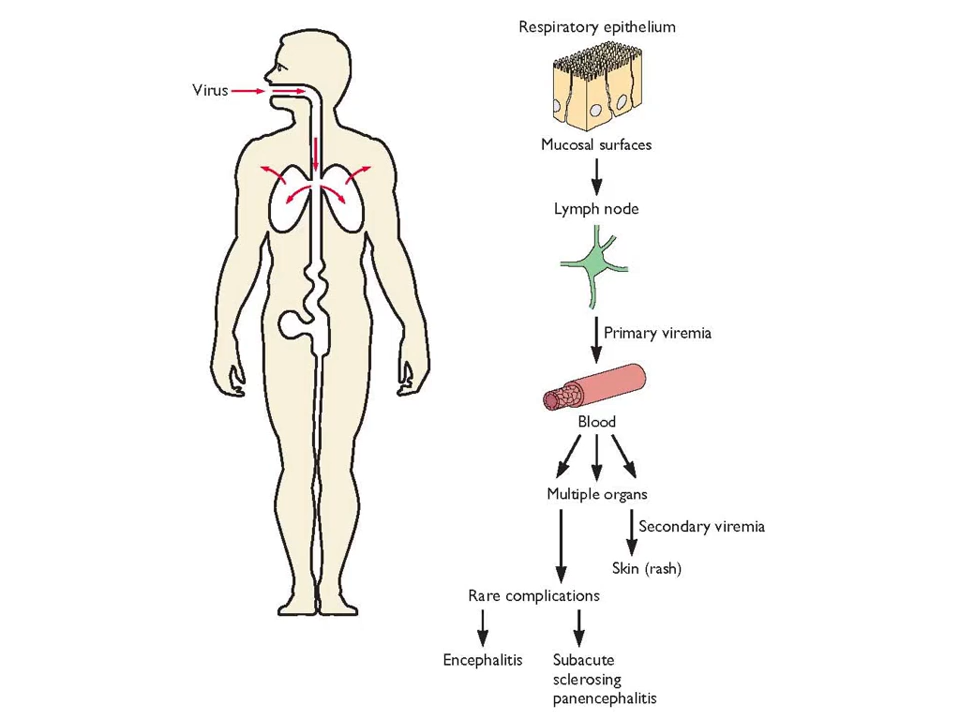 Respiratory epithelium
Virus
Mucosal surfaces
Lymph node
Primary viremia
Blood
Multiple organs
Secondary viremia
Skin (rash)
Rare complications
Encephalitis
Subacute
sclerosing
panencephalitis